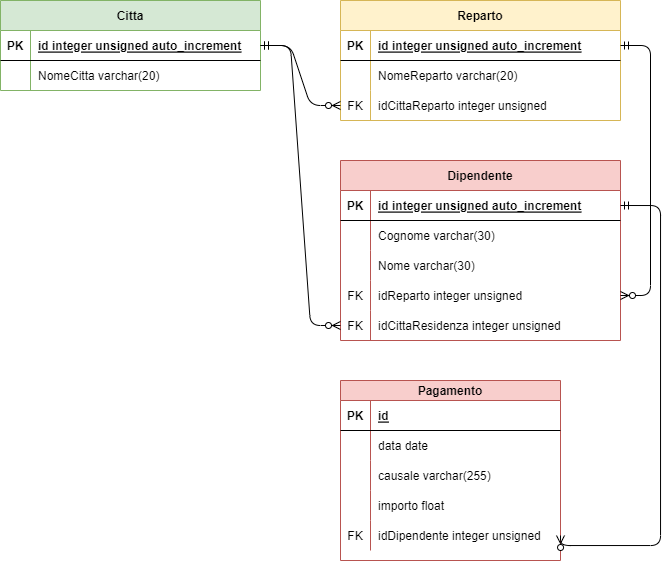 Citta
PK id integer unsigned auto_increment
NomeCitta varchar(20)
Reparto
PK id integer unsigned auto_increment
NomeReparto varchar(20)
FK idCittaReparto integer unsigned
Dipendente
PK id integer unsigned auto_increment
Cognome varchar(30)
Nome varchar(30)
FK idReparto integer unsigned
FK idCittaResidenza integer unsigned
Pagamento
PK id
data date
causale varchar(255)
importo float
FK idDipendente integer unsigned